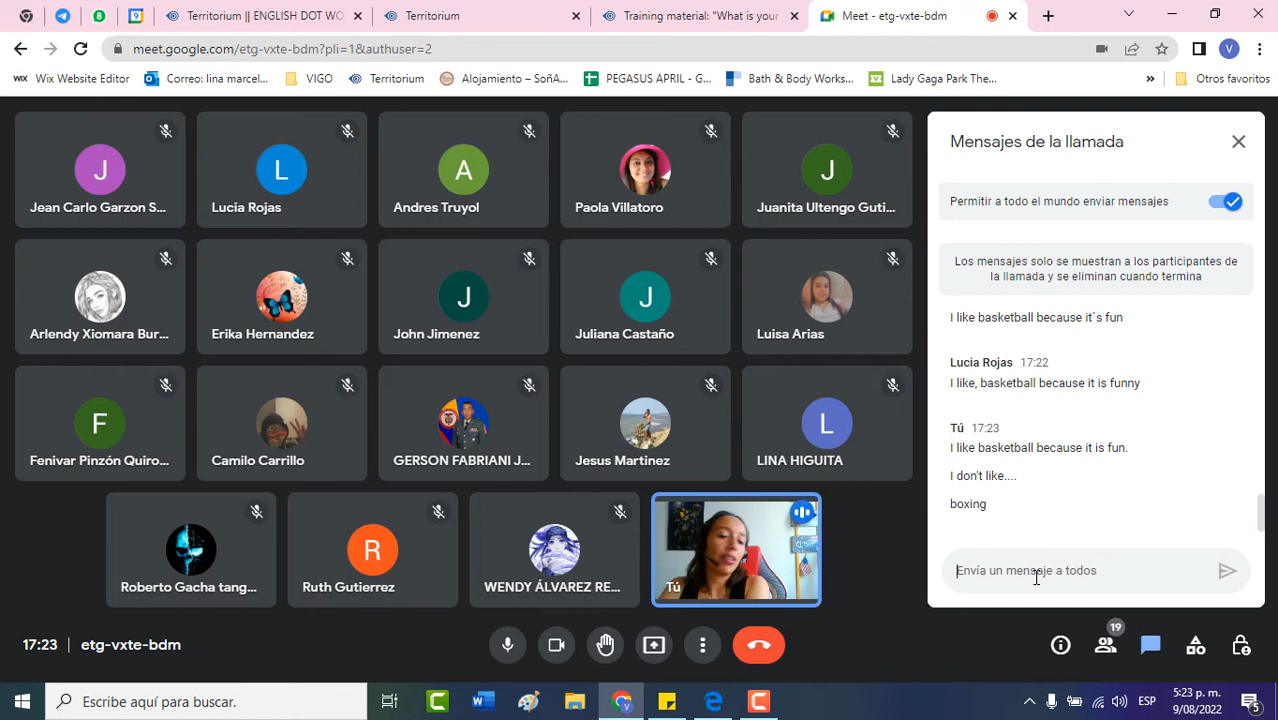 Territorium || ENGLISH DOT WO
Territorium
Training material: "What is your
Meet - etg-vxte-bdm
meet.google.com/etg-vxte-bdm?pli=1&authuser=2
WIX Wix Website Editor
Correo: lina marcel...
VIGO
Territorium
Alojamiento – SoñA...
PEGASUS APRIL - G...
Bath & Body Works...
Lady Gaga Park The...
»
Otros favoritos
J
Jean Carlo Garzon S...
L
Lucia Rojas
A
Andres Truyol
Paola Villatoro
J
Juanita Ultengo Guti...
Arlendy Xiomara Bur...
Erika Hernandez
J
John Jimenez
J
Juliana Castaño
Luisa Arias
F
Fenivar Pinzón Quiro...
Camilo Carrillo
GERSON FABRIANI J...
Jesus Martinez
L
LINA HIGUITA
Roberto Gacha tang...
R
Ruth Gutierrez
WENDY ÁLVAREZ RE...
Tú
Mensajes de la llamada
Permitir a todo el mundo enviar mensajes
Los mensajes solo se muestran a los participantes de
la llamada y se eliminan cuando termina
I like basketball because it´s fun
Lucia Rojas 17:22
I like, basketball because it is funny
Tú 17:23
I like basketball because it is fun.
I don't like....
boxing
Envía un mensaje a todos
17:23 | etg-vxte-bdm
19
Escribe aquí para buscar.
ESP
5:23 p. m.
9/08/2022
5